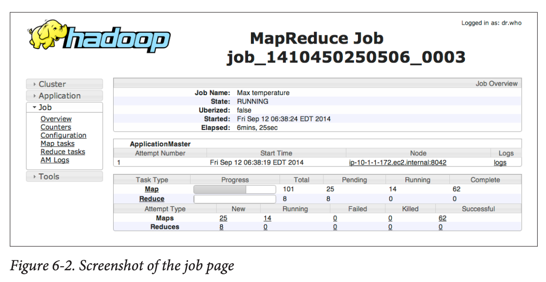 Logged in as: dr.who
hadoop
MapReduce Job
job_1410450250506_0003
Cluster
Application
Job
Overview
Counters
Configuration
Map tasks
Reduce tasks
AM Logs
Tools
Job Overview
Job Name: Max temperature
State: RUNNING
Uberized: false
Started: Fri Sep 12 06:38:24 EDT 2014
Elapsed: 6mins, 25sec
ApplicationMaster
Attempt Number Start Time Node Logs
1 Fri Sep 12 06:38:19 EDT 2014 ip-10-1-1-172.ec2.internal:8042 logs
Task Type Progress Total Pending Running Complete
Map 101 25 14 62
Reduce 8 8 0 0
Attempt Type New Running Failed Killed Successful
Maps 25 14 0 0 62
Reduces 8 0 0 0 0
Figure 6-2. Screenshot of the job page